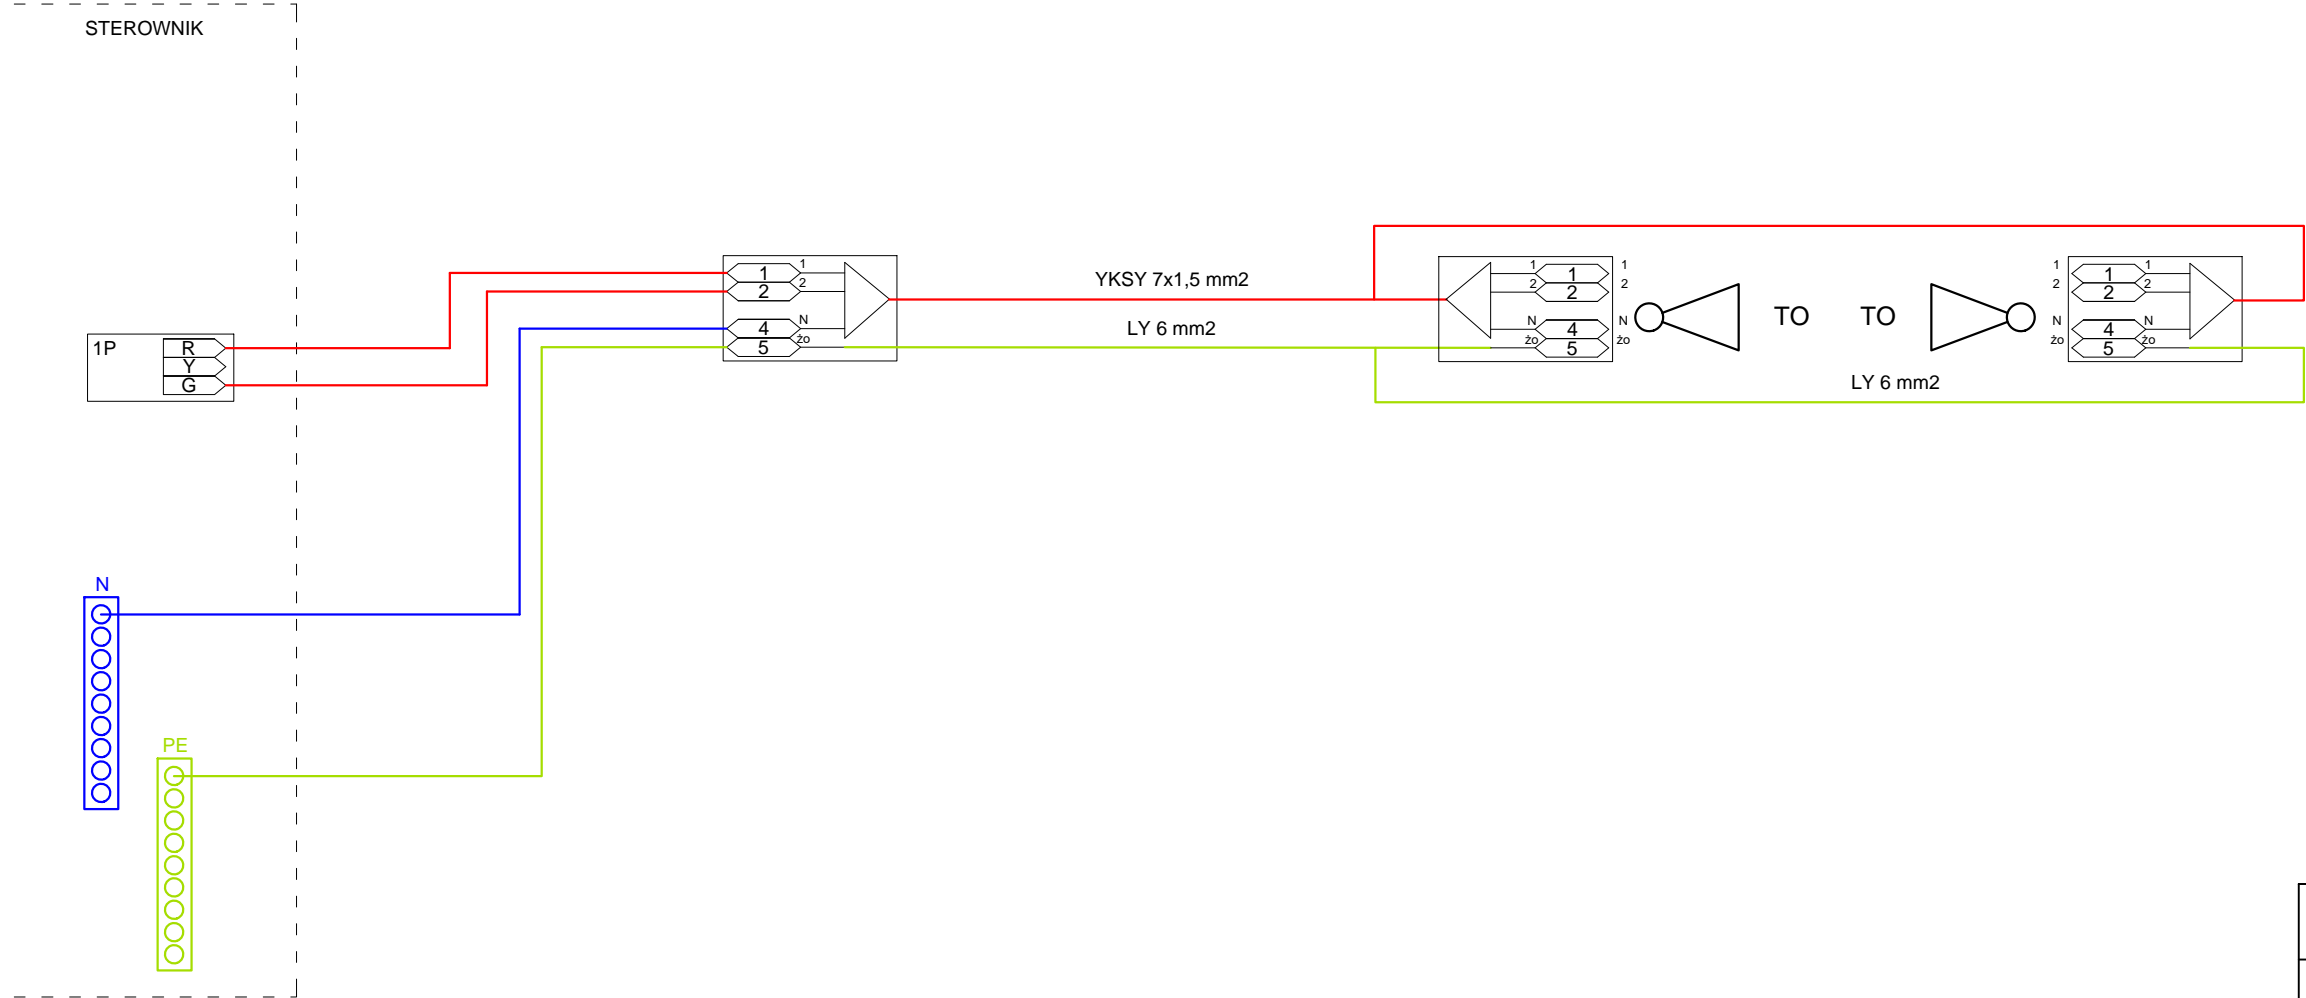 STEROWNIK
1P
R
Y
G
N
PE
1 1
2 2
4 N
5 żo
YKSY 7x1,5 mm2
LY 6 mm2
1 1 1
2 2 2
N 4 N
żo 5 żo
TO TO
1 1 1
2 2 2
N 4 N
żo 5 żo
LY 6 mm2